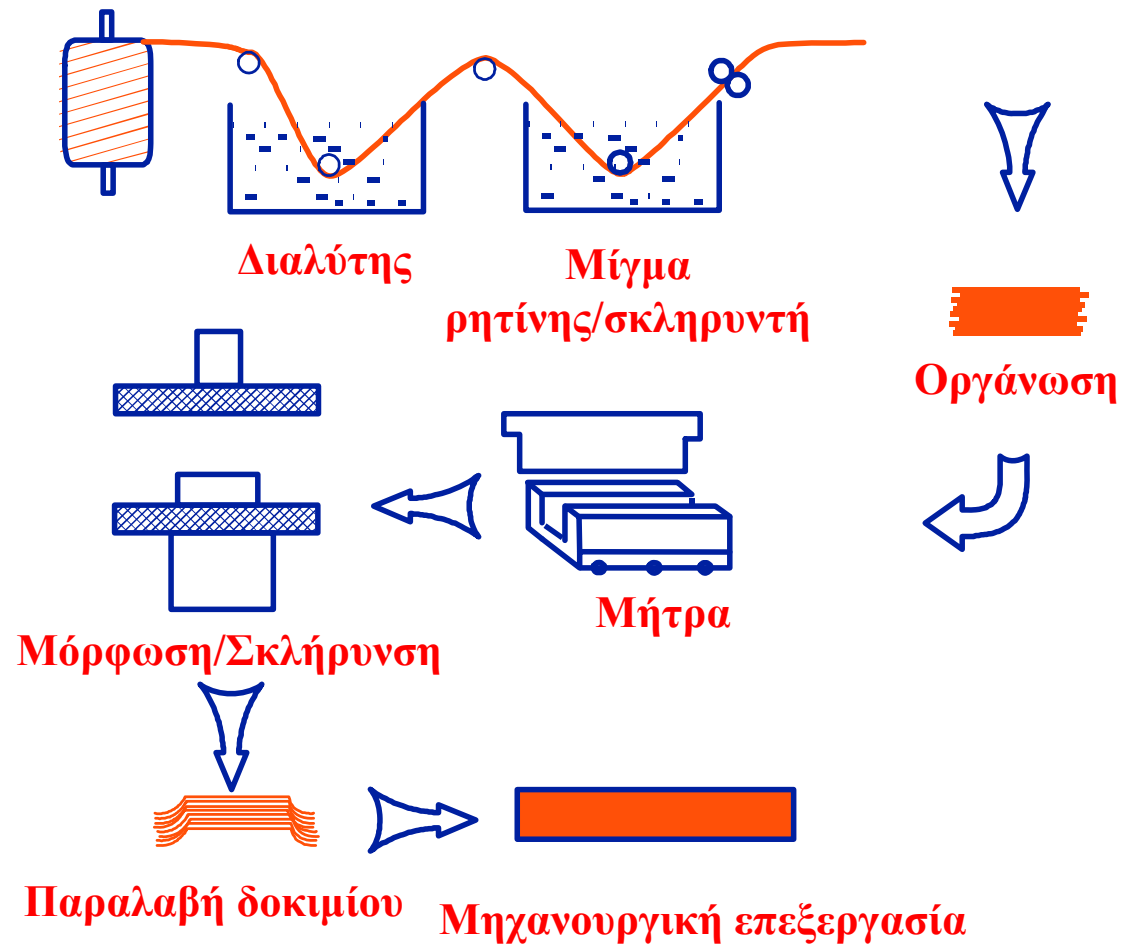 Διαλύτης
Μίγμα
ρητίνης/σκληρυντή
Οργάνωση
Μήτρα
Μόρφωση/Σκλήρυνση
Παραλαβή δοκιμίου
Μηχανουργική επεξεργασία